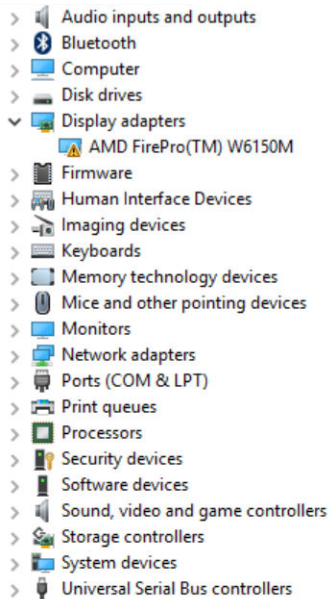 Audio inputs and outputs
Bluetooth
Computer
Disk drives
Display adapters
AMD FirePro(TM) W6150M
Firmware
Human Interface Devices
Imaging devices
Keyboards
Memory technology devices
Mice and other pointing devices
Monitors
Network adapters
Ports (COM & LPT)
Print queues
Processors
Security devices
Software devices
Sound, video and game controllers
Storage controllers
System devices
Universal Serial Bus controllers